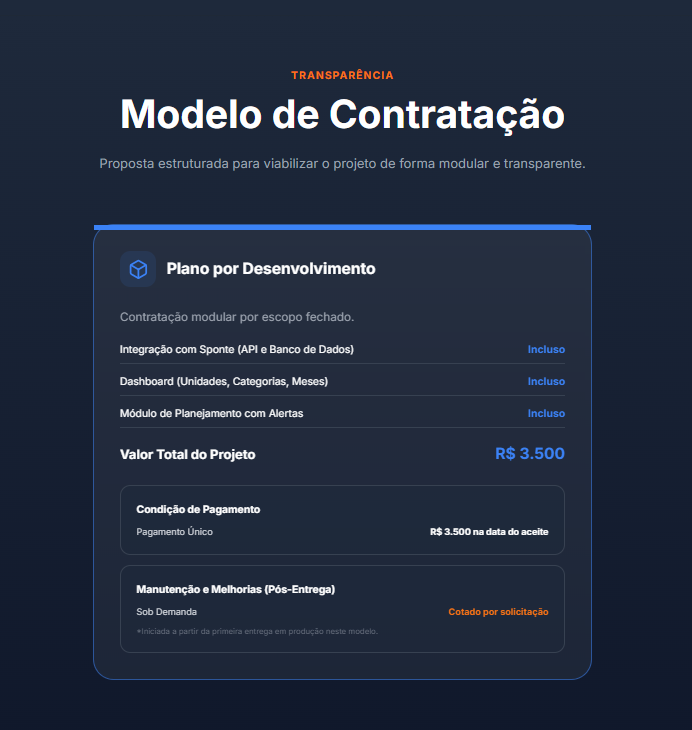 TRANSPARÊNCIA
Modelo de Contratação
Proposta estruturada para viabilizar o projeto de forma modular e transparente.
Plano por Desenvolvimento
Contratação modular por escopo fechado.
Integração com Sponte (API e Banco de Dados) Incluso
Dashboard (Unidades, Categorias, Meses) Incluso
Módulo de Planejamento com Alertas Incluso
Valor Total do Projeto R$ 3.500
Condição de Pagamento
Pagamento Único R$ 3.500 na data do aceite
Manutenção e Melhorias (Pós-Entrega)
Sob Demanda Cotado por solicitação
*Iniciada a partir da primeira entrega em produção neste modelo.